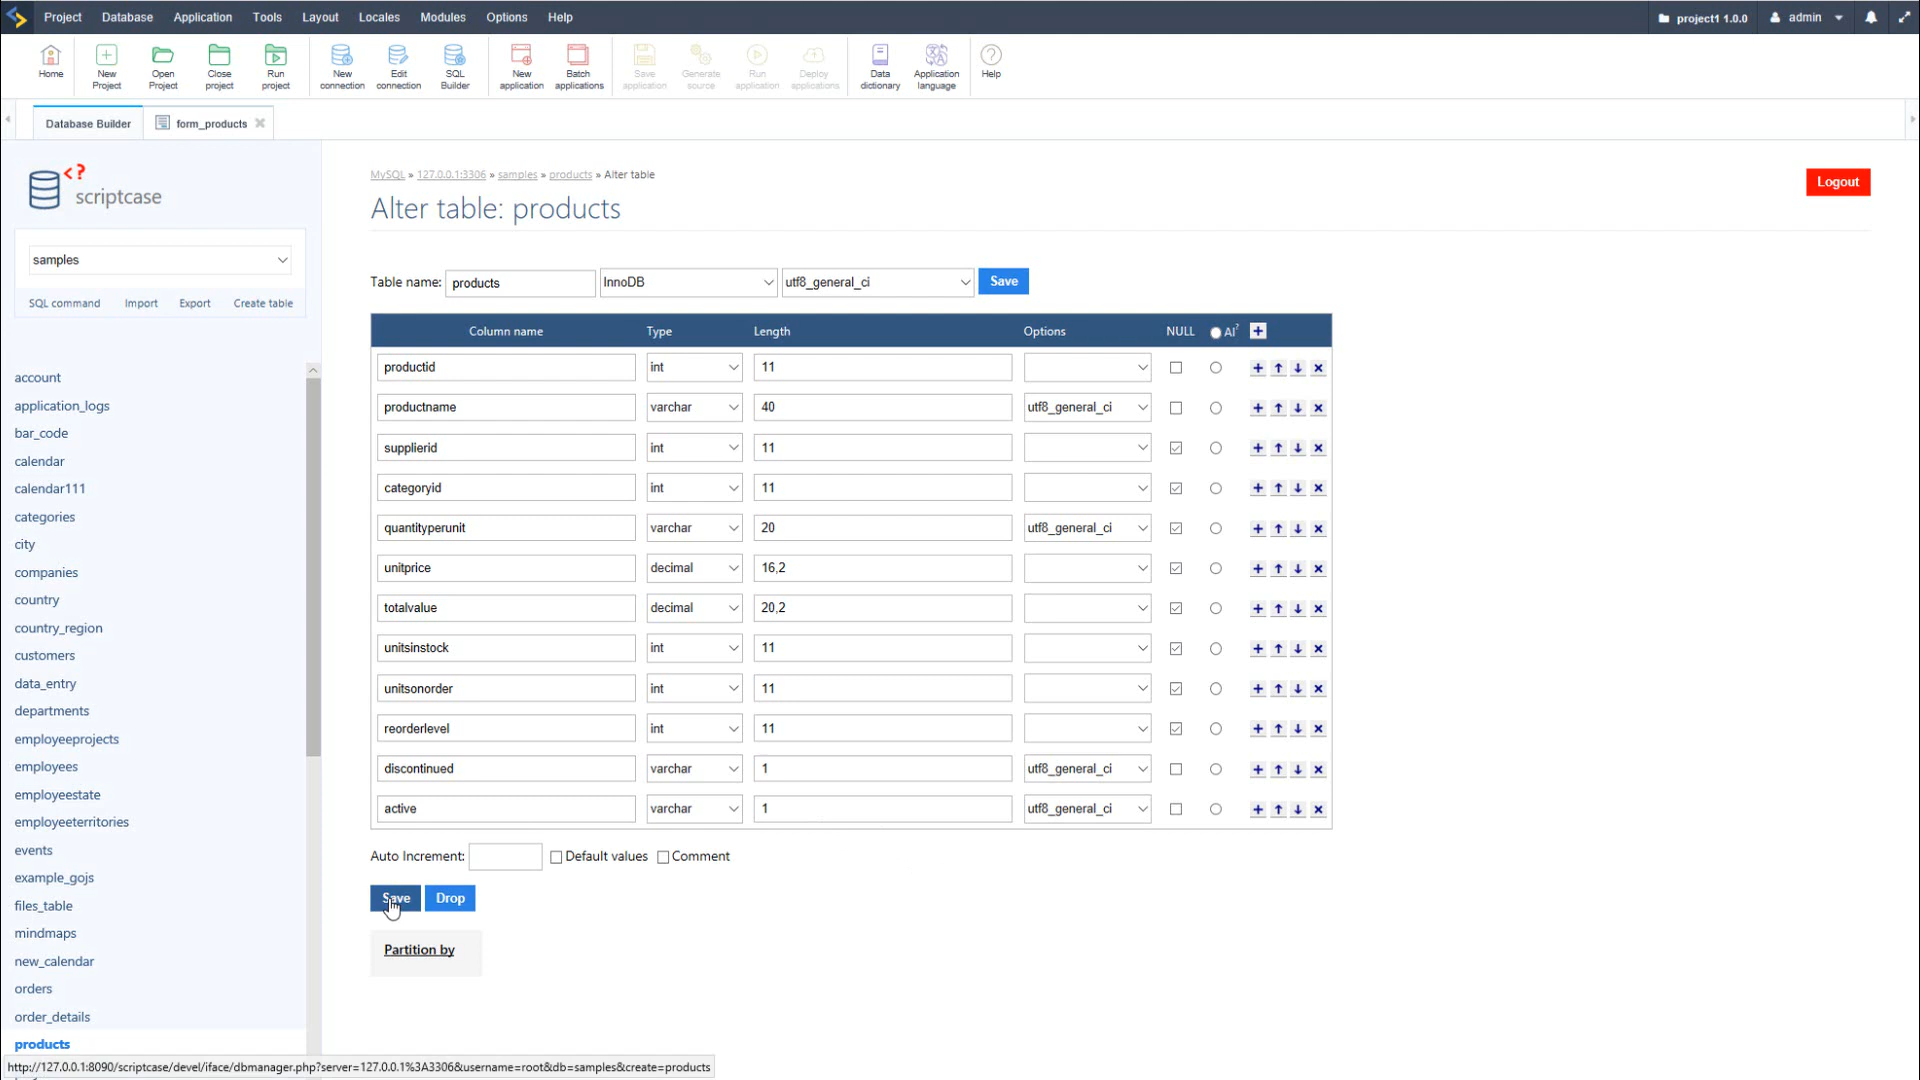 Project Database Application Tools Layout Locales Modules Options Help project1 1.0.0 admin
Home New Project Open Project Close project Run project New connection Edit connection SQL Builder New application Batch applications Save application Generate source Run application Deploy applications Data dictionary Application language Help
Database Builder form_products
scriptcase
samples
SQL command Import Export Create table
account
application_logs
bar_code
calendar
calendar111
categories
city
companies
country
country_region
customers
data_entry
departments
employeeprojects
employees
employeestate
employeeterritories
events
example_gojs
files_table
mindmaps
new_calendar
orders
order_details
products
MySQL » 127.0.0.1:3306 » samples » products » Alter table
Logout
Alter table: products
Table name: products InnoDB utf8_general_ci Save
Column name Type Length Options NULL AI?
productid int 11
productname varchar 40 utf8_general_ci
supplierid int 11
categoryid int 11
quantityperunit varchar 20 utf8_general_ci
unitprice decimal 16,2
totalvalue decimal 20,2
unitsinstock int 11
unitsonorder int 11
reorderlevel int 11
discontinued varchar 1 utf8_general_ci
active varchar 1 utf8_general_ci
Auto Increment: Default values Comment
Save Drop
Partition by
http://127.0.0.1:8090/scriptcase/devel/iface/dbmanager.php?server=127.0.0.1%3A3306&username=root&db=samples&create=products